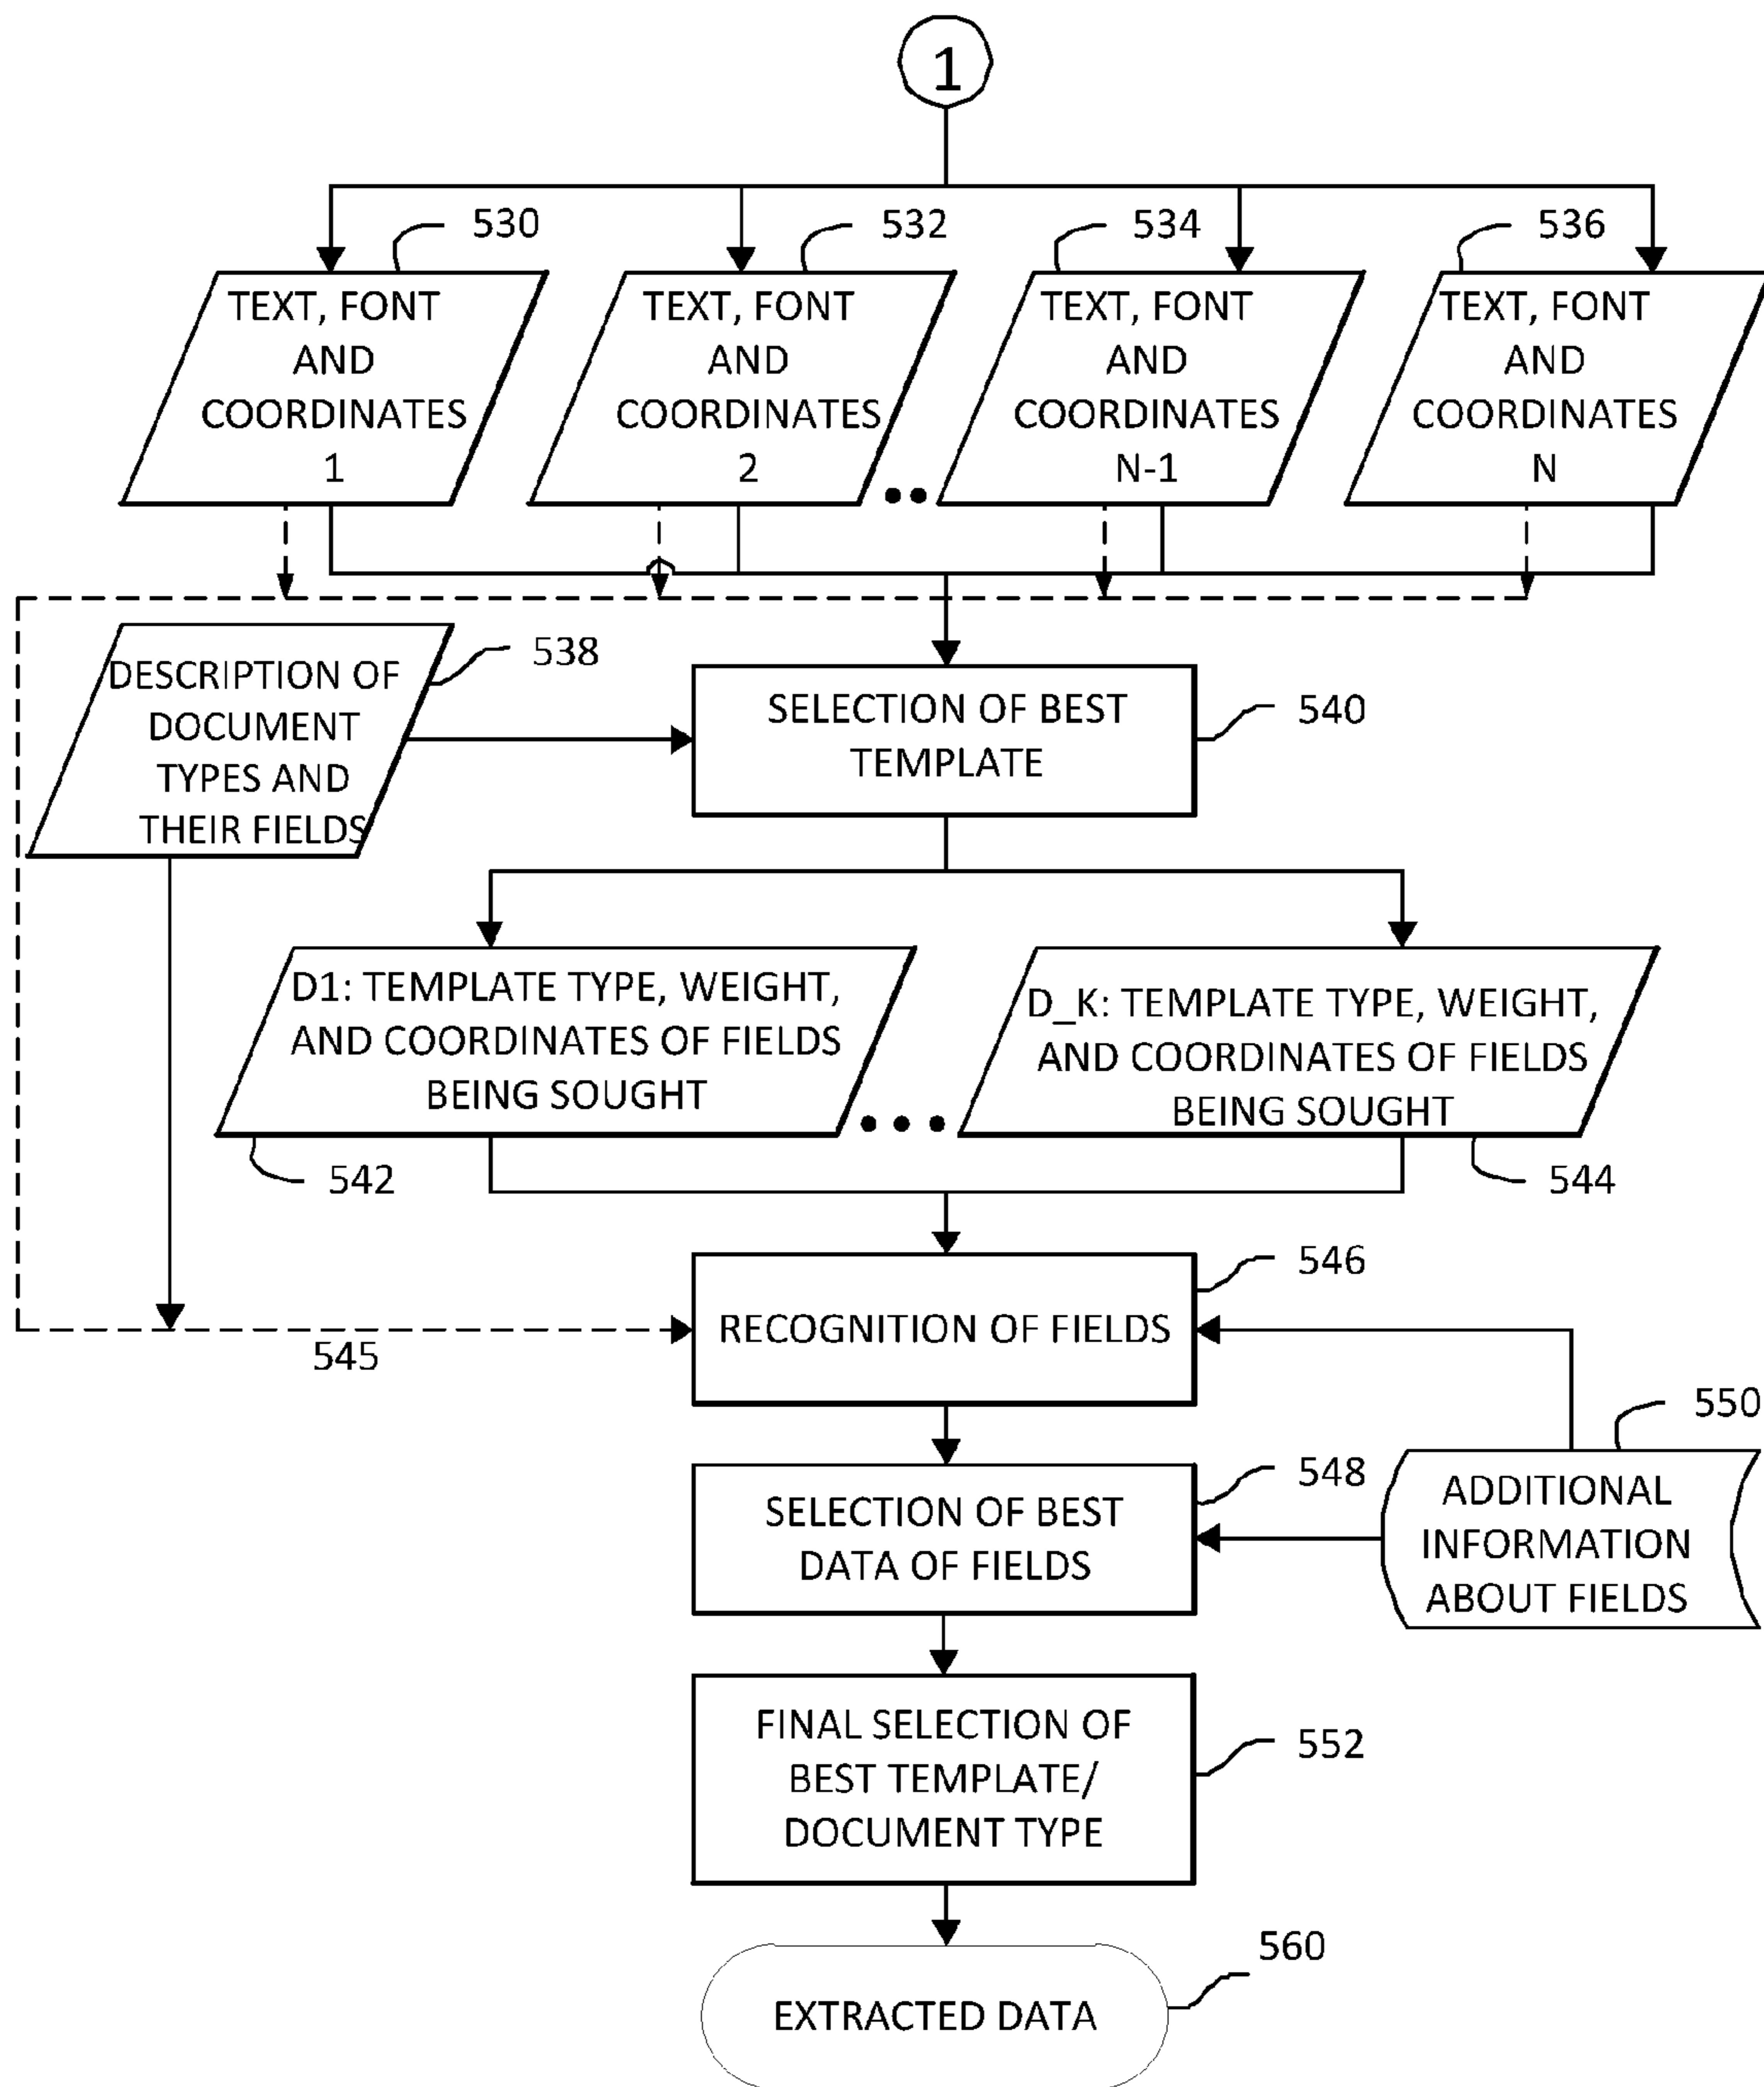 1
530
532
534
536
TEXT, FONT
AND
COORDINATES
1
TEXT, FONT
AND
COORDINATES
2
TEXT, FONT
AND
COORDINATES
N-1
TEXT, FONT
AND
COORDINATES
N
DESCRIPTION OF
DOCUMENT
TYPES AND
THEIR FIELDS
538
SELECTION OF BEST
TEMPLATE
540
D1: TEMPLATE TYPE, WEIGHT,
AND COORDINATES OF FIELDS
BEING SOUGHT
D_K: TEMPLATE TYPE, WEIGHT,
AND COORDINATES OF FIELDS
BEING SOUGHT
542
544
546
RECOGNITION OF FIELDS
545
550
548
SELECTION OF BEST
DATA OF FIELDS
ADDITIONAL
INFORMATION
ABOUT FIELDS
FINAL SELECTION OF
BEST TEMPLATE/
DOCUMENT TYPE
552
560
EXTRACTED DATA